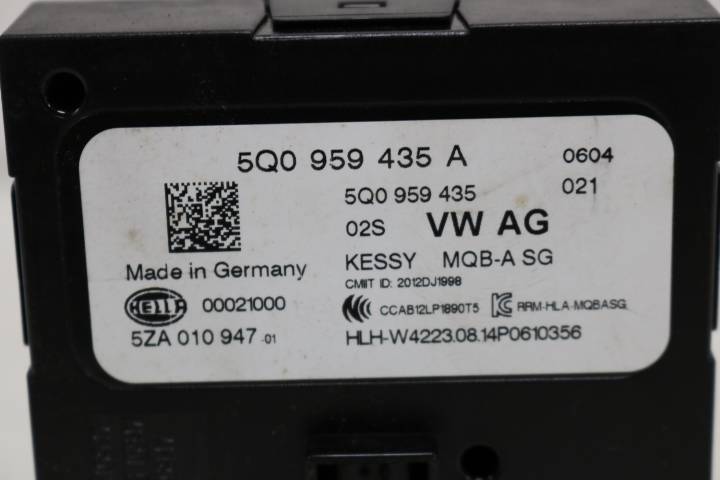 5Q0 959 435 A 0604
5Q0 959 435 021
02S VW AG
Made in Germany KESSY MQB-A SG
CMIIT ID: 2012DJ1998
HELLA 00021000 CCAB12LP1890T5 RRM-HLA-MQBASG
5ZA 010 947 -01 HLH-W4223.08.14P0610356